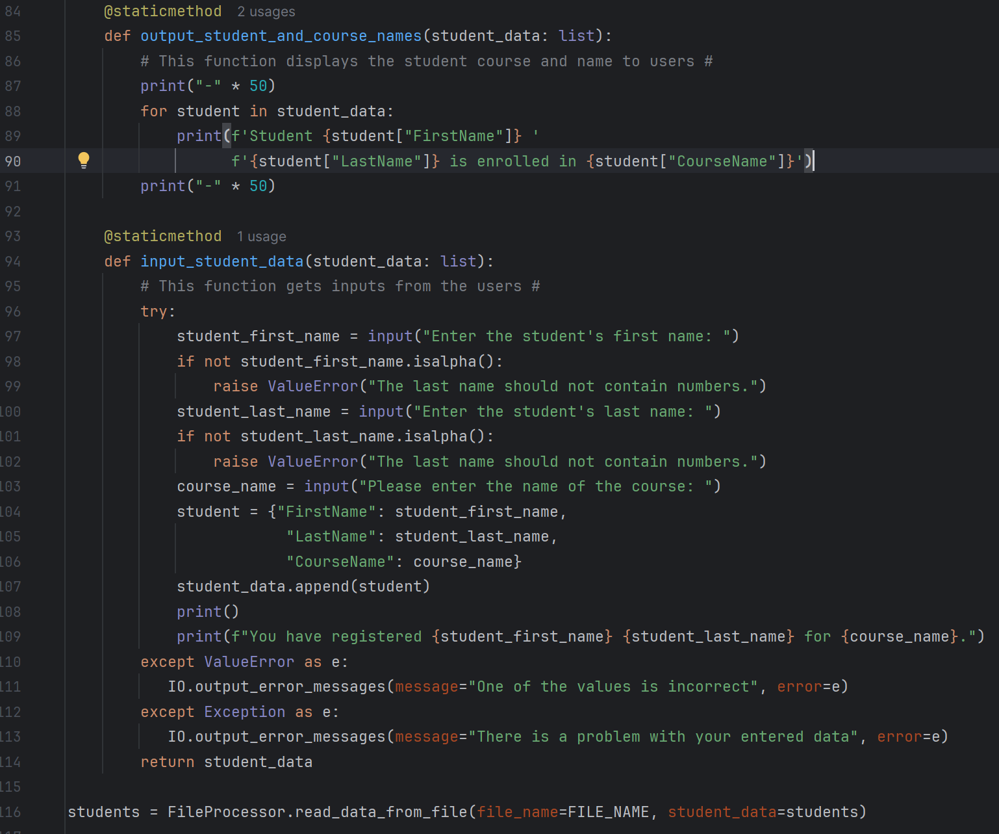 84 @staticmethod 2 usages
85 def output_student_and_course_names(student_data: list):
86 # This function displays the student course and name to users #
87 print("-" * 50)
88 for student in student_data:
89 print(f'Student {student["FirstName"]} '
90 f'{student["LastName"]} is enrolled in {student["CourseName"]}')
91 print("-" * 50)
92
93 @staticmethod 1 usage
94 def input_student_data(student_data: list):
95 # This function gets inputs from the users #
96 try:
97 student_first_name = input("Enter the student's first name: ")
98 if not student_first_name.isalpha():
99 raise ValueError("The last name should not contain numbers.")
100 student_last_name = input("Enter the student's last name: ")
101 if not student_last_name.isalpha():
102 raise ValueError("The last name should not contain numbers.")
103 course_name = input("Please enter the name of the course: ")
104 student = {"FirstName": student_first_name,
105 "LastName": student_last_name,
106 "CourseName": course_name}
107 student_data.append(student)
108 print()
109 print(f"You have registered {student_first_name} {student_last_name} for {course_name}.")
110 except ValueError as e:
111 IO.output_error_messages(message="One of the values is incorrect", error=e)
112 except Exception as e:
113 IO.output_error_messages(message="There is a problem with your entered data", error=e)
114 return student_data
115
116 students = FileProcessor.read_data_from_file(file_name=FILE_NAME, student_data=students)